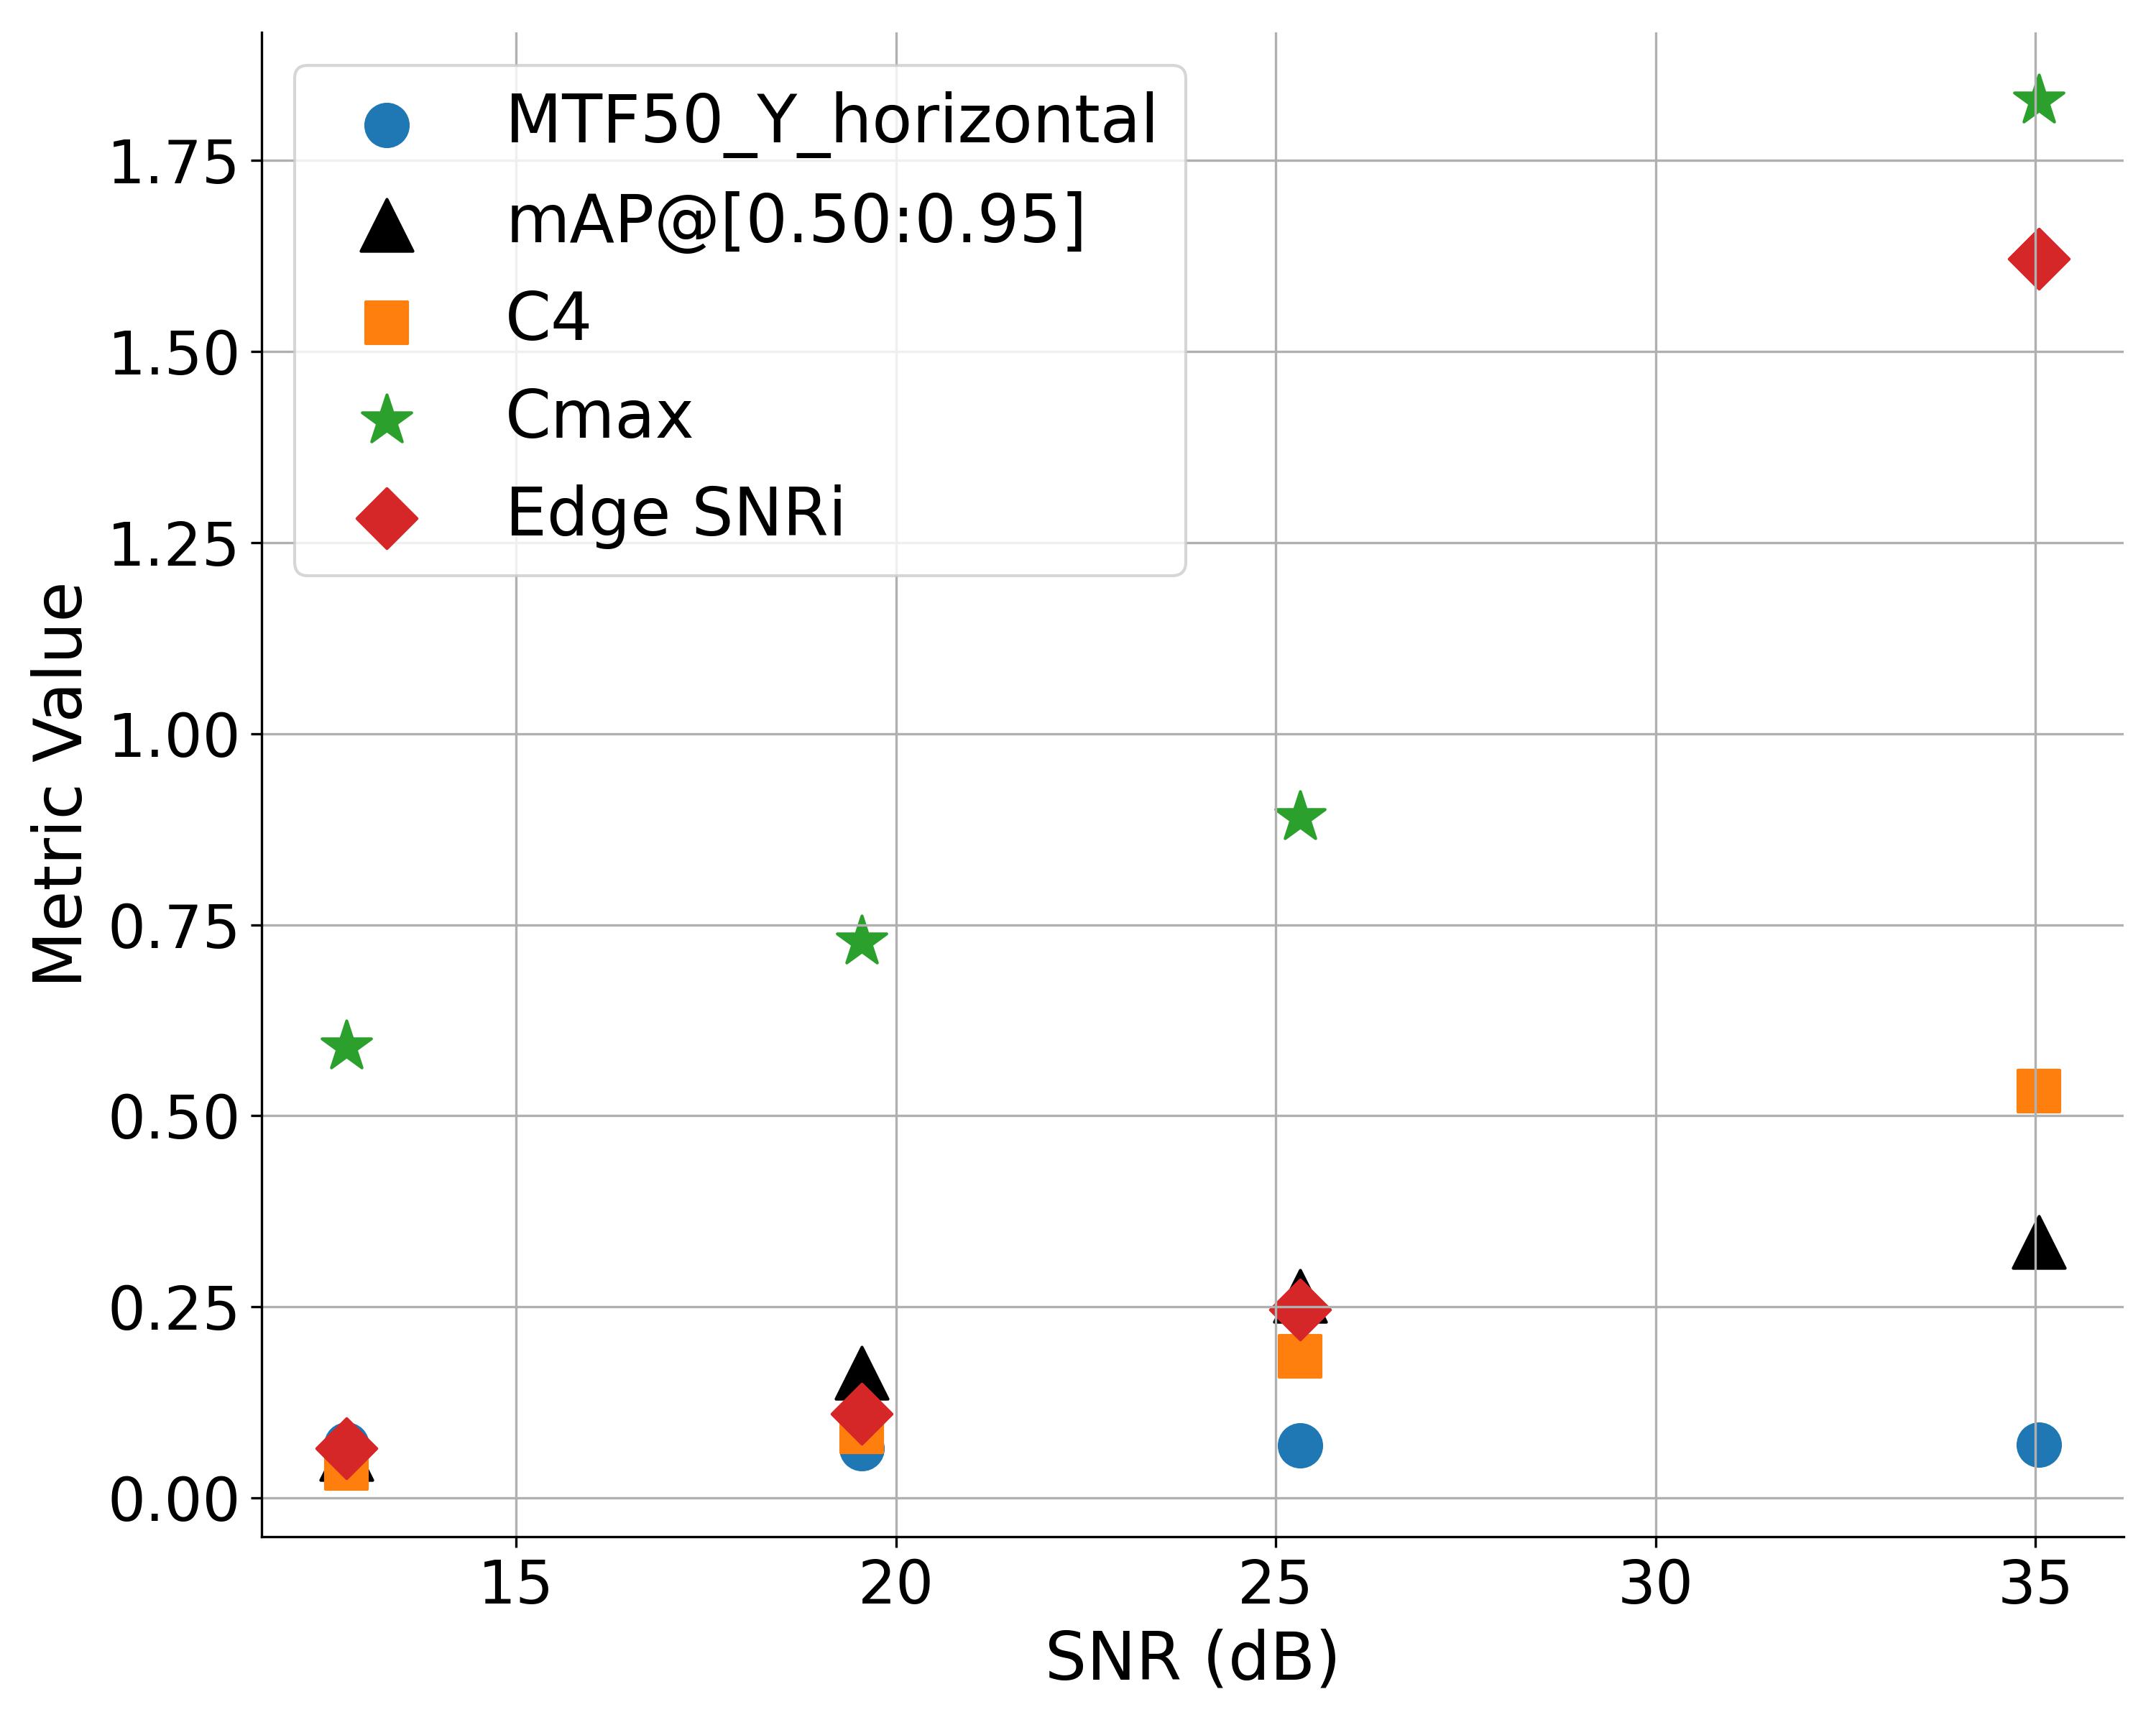 MTF50_Y_horizontal
mAP@[0.50:0.95]
C4
Cmax
Edge SNRi
Metric Value
1.75
1.50
1.25
1.00
0.75
0.50
0.25
0.00
15 20 25 30 35
SNR (dB)